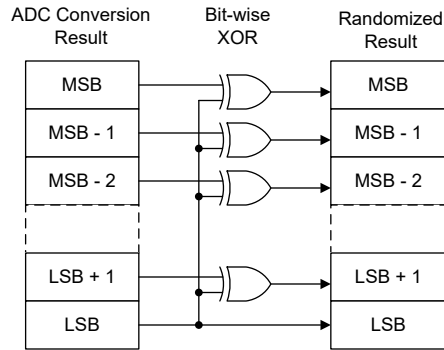 ADC Conversion
Result
Bit-wise
XOR
Randomized
Result
MSB
MSB
MSB - 1
MSB - 1
MSB - 2
MSB - 2
LSB + 1
LSB + 1
LSB
LSB